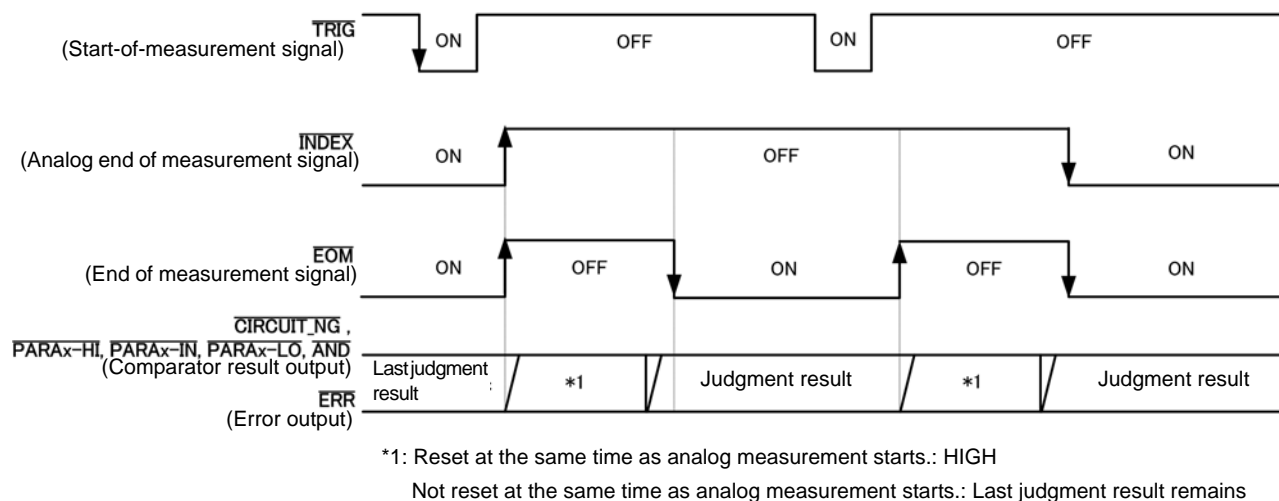 TRIG
(Start-of-measurement signal)
ON
OFF
ON
OFF
INDEX
(Analog end of measurement signal)
ON
OFF
ON
EOM
(End of measurement signal)
ON
OFF
ON
OFF
ON
CIRCUIT_NG ,
PARAx-HI, PARAx-IN, PARAx-LO, AND
(Comparator result output)
Last judgment
result
*1
Judgment result
*1
Judgment result
ERR
(Error output)
*1: Reset at the same time as analog measurement starts.: HIGH
Not reset at the same time as analog measurement starts.: Last judgment result remains